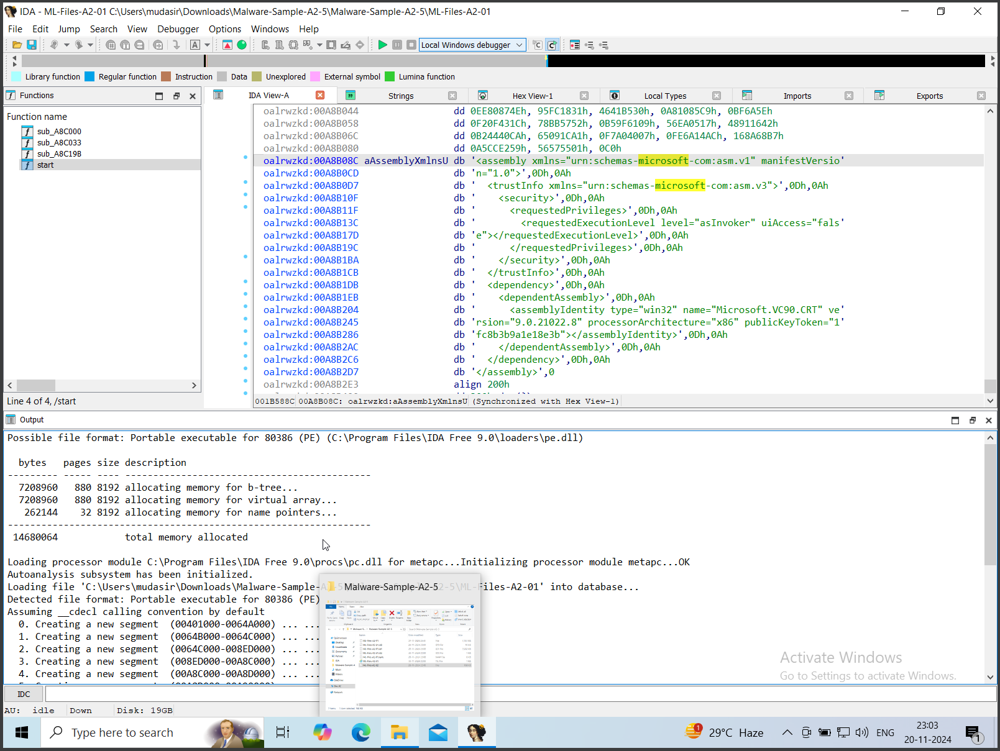 IDA - ML-Files-A2-01 C:\Users\mudasir\Downloads\Malware-Sample-A2-5\Malware-Sample-A2-5\ML-Files-A2-01
File Edit Jump Search View Debugger Options Windows Help
Local Windows debugger
Library function Regular function Instruction Data Unexplored External symbol Lumina function
Functions
IDA View-A Strings Hex View-1 Local Types Imports Exports
Function name
sub_A8C000
sub_A8C033
sub_A8C19B
start
Line 4 of 4, /start
oalrwzkd:00A8B044 dd 0EE80874Eh, 95FC1831h, 4641B530h, 0A81085C9h, 0BF6A5Eh
oalrwzkd:00A8B058 dd 0F20F431Ch, 78BB5752h, 0B59F6109h, 56EA0517h, 48911642h
oalrwzkd:00A8B06C dd 0B24440CAh, 65091CA1h, 0F7A04007h, 0FE6A14ACh, 168A68B7h
oalrwzkd:00A8B080 dd 0A5CCE259h, 56575501h, 0C0h
oalrwzkd:00A8B08C aAssemblyXmlnsU db '<assembly xmlns="urn:schemas-microsoft-com:asm.v1" manifestVersio'
oalrwzkd:00A8B0CD db 'n="1.0">',0Dh,0Ah
oalrwzkd:00A8B0D7 db '  <trustInfo xmlns="urn:schemas-microsoft-com:asm.v3">',0Dh,0Ah
oalrwzkd:00A8B10F db '    <security>',0Dh,0Ah
oalrwzkd:00A8B11F db '      <requestedPrivileges>',0Dh,0Ah
oalrwzkd:00A8B13C db '        <requestedExecutionLevel level="asInvoker" uiAccess="fals'
oalrwzkd:00A8B17D db 'e"></requestedExecutionLevel>',0Dh,0Ah
oalrwzkd:00A8B19C db '      </requestedPrivileges>',0Dh,0Ah
oalrwzkd:00A8B1BA db '    </security>',0Dh,0Ah
oalrwzkd:00A8B1CB db '  </trustInfo>',0Dh,0Ah
oalrwzkd:00A8B1DB db '  <dependency>',0Dh,0Ah
oalrwzkd:00A8B1EB db '    <dependentAssembly>',0Dh,0Ah
oalrwzkd:00A8B204 db '      <assemblyIdentity type="win32" name="Microsoft.VC90.CRT" ve'
oalrwzkd:00A8B245 db 'rsion="9.0.21022.8" processorArchitecture="x86" publicKeyToken="1'
oalrwzkd:00A8B286 db 'fc8b3b9a1e18e3b"></assemblyIdentity>',0Dh,0Ah
oalrwzkd:00A8B2AC db '    </dependentAssembly>',0Dh,0Ah
oalrwzkd:00A8B2C6 db '  </dependency>',0Dh,0Ah
oalrwzkd:00A8B2D7 db '</assembly>',0
oalrwzkd:00A8B2E3 align 200h
001B588C 00A8B08C: oalrwzkd:aAssemblyXmlnsU (Synchronized with Hex View-1)
Output
Possible file format: Portable executable for 80386 (PE) (C:\Program Files\IDA Free 9.0\loaders\pe.dll)
bytes pages size description
--------- ----- ---- --------------------------------------------
7208960 880 8192 allocating memory for b-tree...
7208960 880 8192 allocating memory for virtual array...
262144 32 8192 allocating memory for name pointers...
-----------------------------------------------------------------
14680064 total memory allocated
Loading processor module C:\Program Files\IDA Free 9.0\procs\pc.dll for metapc...Initializing processor module metapc...OK
Autoanalysis subsystem has been initialized.
Loading file 'C:\Users\mudasir\Downloads\Malware-Sample-A2-5\Malware-Sample-A2-5\ML-Files-A2-01' into database...
Detected file format: Portable executable for 80386 (PE)
Assuming __cdecl calling convention by default
0. Creating a new segment (00401000-0064A000) ... ...
1. Creating a new segment (0064B000-0064C000) ... ...
2. Creating a new segment (0064C000-008ED000) ... ...
3. Creating a new segment (008ED000-00A8C000) ... ...
4. Creating a new segment (00A8C000-00A8D000) ... ...
Malware-Sample-A2-5
Activate Windows
Go to Settings to activate Windows.
IDC
AU: idle Down Disk: 19GB
Type here to search
1
29°C Haze
ENG
23:03
20-11-2024
1